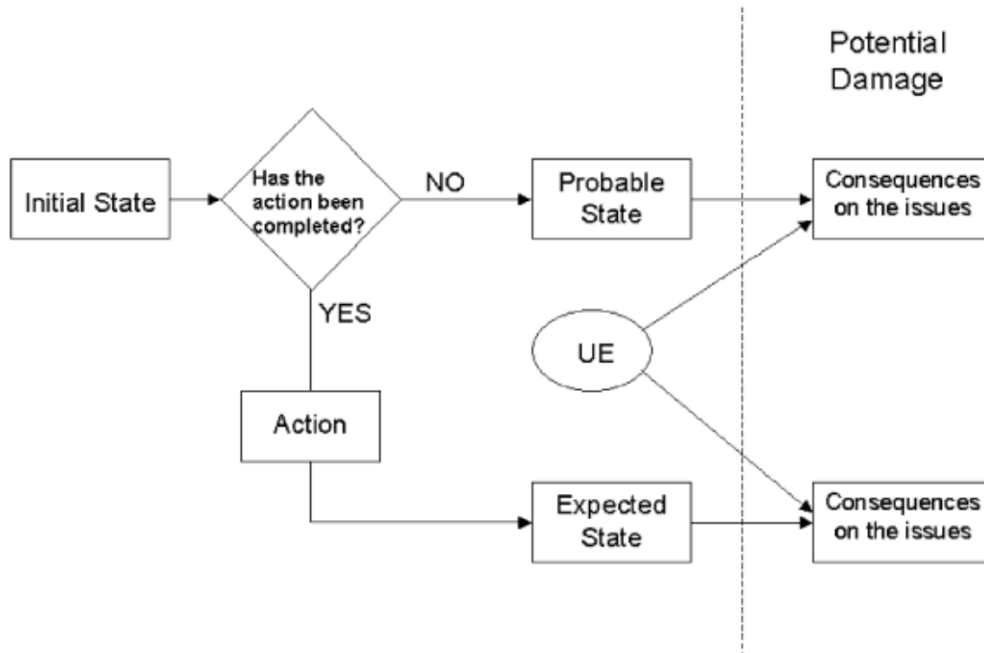 Potential
Damage
Initial State
Has the
action been
completed?
NO
Probable
State
Consequences
on the issues
YES
UE
Action
Expected
State
Consequences
on the issues